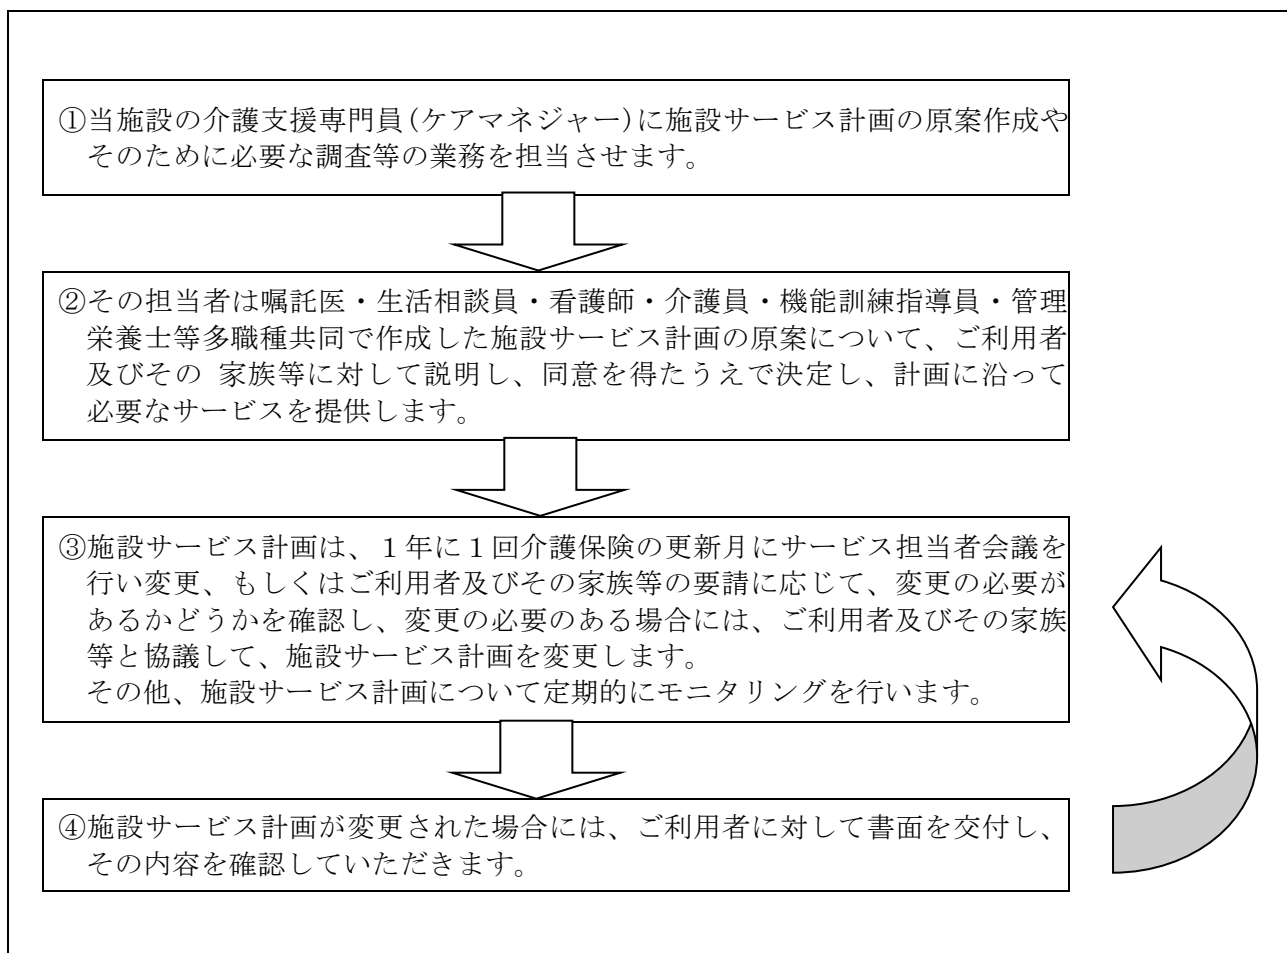 ①当施設の介護支援専門員(ケアマネジャー)に施設サービス計画の原案作成や
そのために必要な調査等の業務を担当させます。
②その担当者は嘱託医・生活相談員・看護師・介護員・機能訓練指導員・管理
栄養士等多職種共同で作成した施設サービス計画の原案について、ご利用者
及びその 家族等に対して説明し、同意を得たうえで決定し、計画に沿って
必要なサービスを提供します。
③施設サービス計画は、１年に１回介護保険の更新月にサービス担当者会議を
行い変更、もしくはご利用者及びその家族等の要請に応じて、変更の必要が
あるかどうかを確認し、変更の必要のある場合には、ご利用者及びその家族
等と協議して、施設サービス計画を変更します。
その他、施設サービス計画について定期的にモニタリングを行います。
④施設サービス計画が変更された場合には、ご利用者に対して書面を交付し、
その内容を確認していただきます。